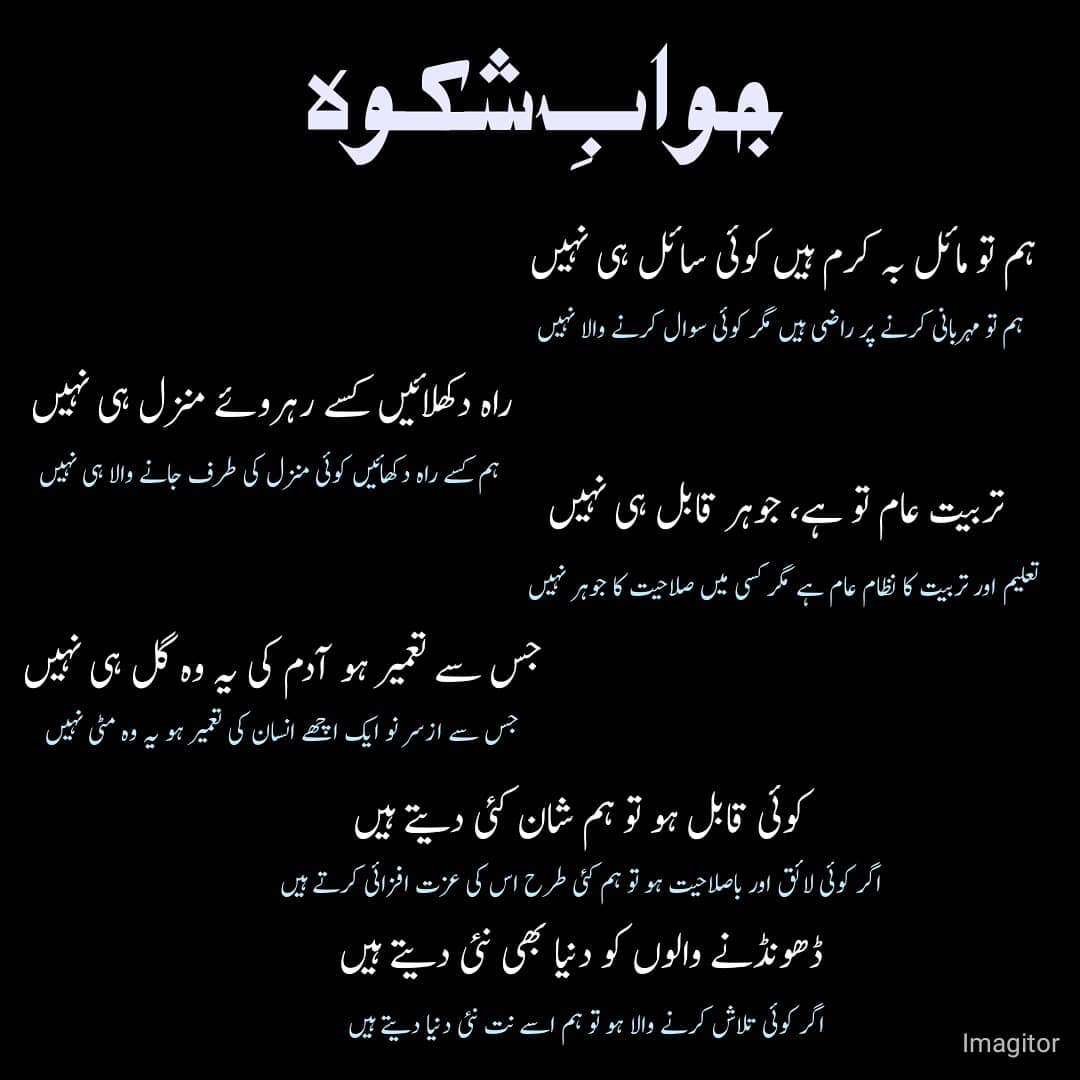 جوابِ شکوہ
ہم تو مائل بہ کرم ہیں کوئی سائل ہی نہیں
ہم تو مہربانی کرنے پر راضی ہیں مگر کوئی سوال کرنے والا نہیں
راہ دکھلائیں کسے رہروئے منزل ہی نہیں
ہم کسے راہ دکھائیں کوئی منزل کی طرف جانے والا ہی نہیں
تربیت عام تو ہے، جوہر قابل ہی نہیں
تعلیم اور تربیت کا نظام عام ہے مگر کسی میں صلاحیت کا جوہر نہیں
جس سے تعمیر ہو آدم کی یہ وہ گل ہی نہیں
جس سے ازسر نو ایک اچھے انسان کی تعمیر ہو یہ وہ مٹی نہیں
کوئی قابل ہو تو ہم شان کئی دیتے ہیں
اگر کوئی لائق اور باصلاحیت ہو تو ہم کئی طرح اس کی عزت افزائی کرتے ہیں
ڈھونڈنے والوں کو دنیا بھی نئی دیتے ہیں
اگر کوئی تلاش کرنے والا ہو تو ہم اسے نت نئی دنیا دیتے ہیں
Imagitor